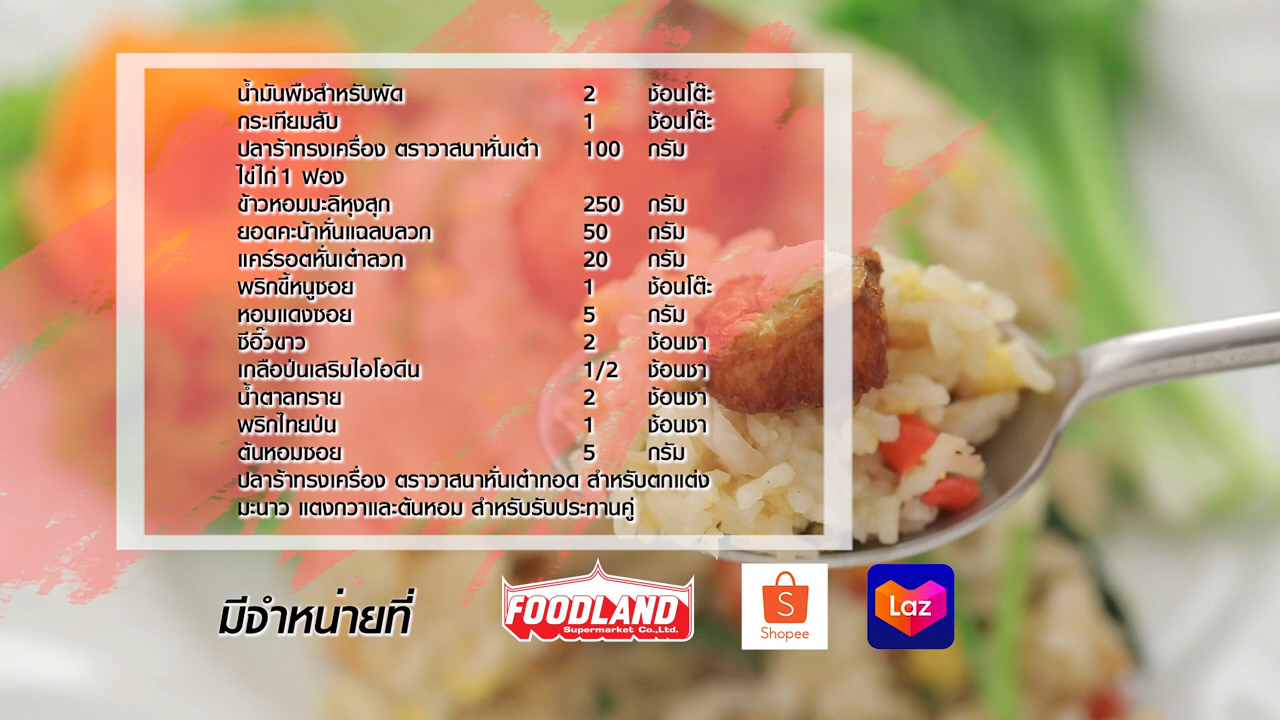 น้ำมันพืชสำหรับผัด 2 ช้อนโต๊ะ
กระเทียมสับ 1 ช้อนโต๊ะ
ปลาร้าทรงเครื่อง ตราวาสนาหั่นเต๋า 100 กรัม
ไข่ไก่ 1 ฟอง
ข้าวหอมมะลิหุงสุก 250 กรัม
ยอดคะน้าหั่นแฉลบลวก 50 กรัม
แคร์รอตหั่นเต๋าลวก 20 กรัม
พริกขี้หนูซอย 1 ช้อนโต๊ะ
หอมแดงซอย 5 กรัม
ซีอิ๊วขาว 2 ช้อนชา
เกลือป่นเสริมไอโอดีน 1/2 ช้อนชา
น้ำตาลทราย 2 ช้อนชา
พริกไทยป่น 1 ช้อนชา
ต้นหอมซอย 5 กรัม
ปลาร้าทรงเครื่อง ตราวาสนาหั่นเต๋าทอด สำหรับตกแต่ง
มะนาว แตงกวาและต้นหอม สำหรับรับประทานคู่
มีจำหน่ายที่
FOODLAND
Supermarket Co.,Ltd.
S
Shopee
Laz